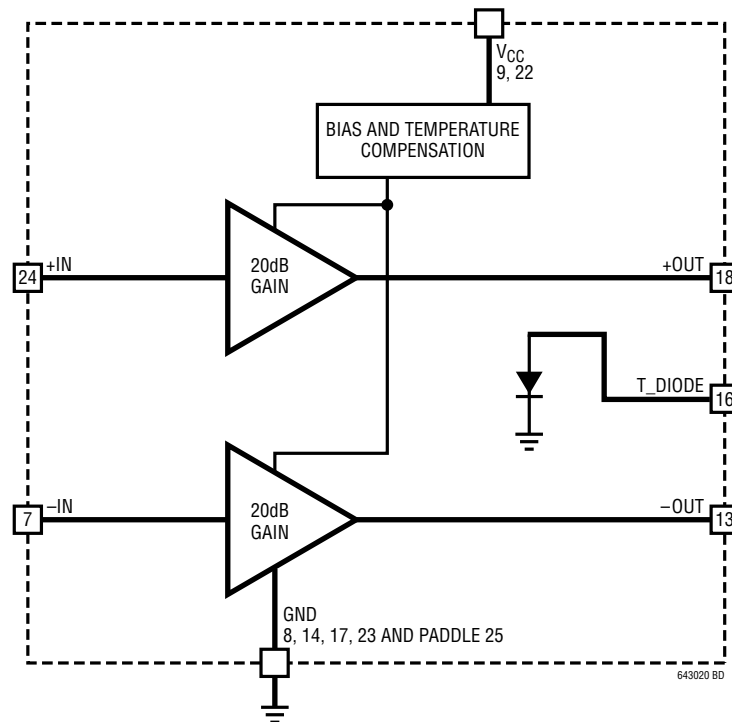 VCC
9, 22
BIAS AND TEMPERATURE
COMPENSATION
24
+IN
20dB
GAIN
+OUT
18
T_DIODE
16
7
–IN
20dB
GAIN
–OUT
13
GND
8, 14, 17, 23 AND PADDLE 25
643020 BD